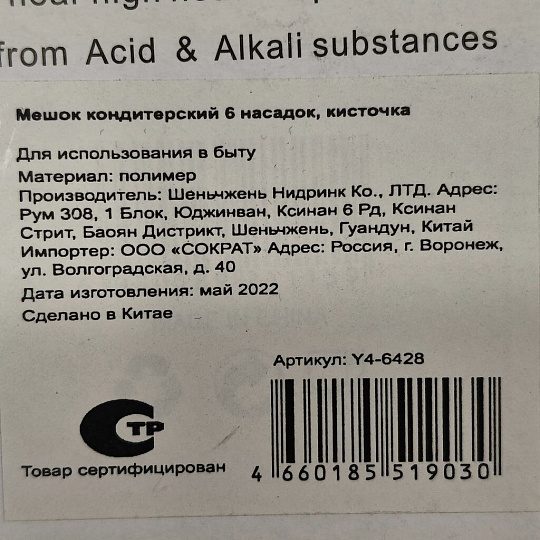 from Acid & Alkali substances
Мешок кондитерский 6 насадок, кисточка
Для использования в быту
Материал: полимер
Производитель: Шеньчжень Нидринк Ко., ЛТД. Адрес:
Рум 308, 1 Блок, Юджинван, Ксинан 6 Рд, Ксинан
Стрит, Баоян Дистрикт, Шеньчжень, Гуандун, Китай
Импортер: ООО «СОКРАТ» Адрес: Россия, г. Воронеж,
ул. Волгоградская, д. 40
Дата изготовления: май 2022
Сделано в Китае
Артикул: Y4-6428
СТР
Товар сертифицирован
4 660185 519030